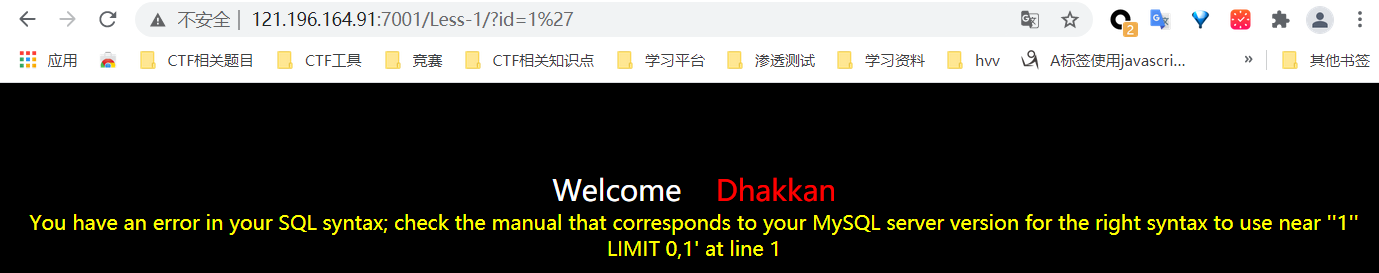 不安全 | 121.196.164.91:7001/Less-1/?id=1%27
2
应用 CTF相关题目 CTF工具 竞赛 CTF相关知识点 学习平台 渗透测试 学习资料 hvv A标签使用javascri... » 其他书签
Welcome Dhakkan
You have an error in your SQL syntax; check the manual that corresponds to your MySQL server version for the right syntax to use near ''1''
LIMIT 0,1' at line 1